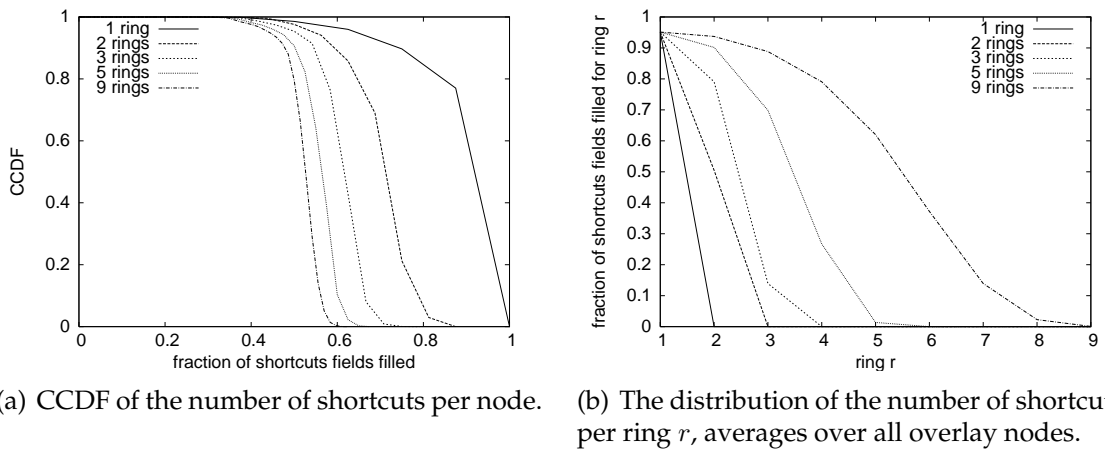 1
0.8
0.6
0.4
0.2
0
CCDF
1 ring
2 rings
3 rings
5 rings
9 rings
0 0.2 0.4 0.6 0.8 1
fraction of shortcuts fields filled
(a) CCDF of the number of shortcuts per node.
fraction of shortcuts fields filled for ring r
1
0.9
0.8
0.7
0.6
0.5
0.4
0.3
0.2
0.1
0
1 ring
2 rings
3 rings
5 rings
9 rings
1 2 3 4 5 6 7 8 9
ring r
(b) The distribution of the number of shortcu
per ring r, averages over all overlay nodes.